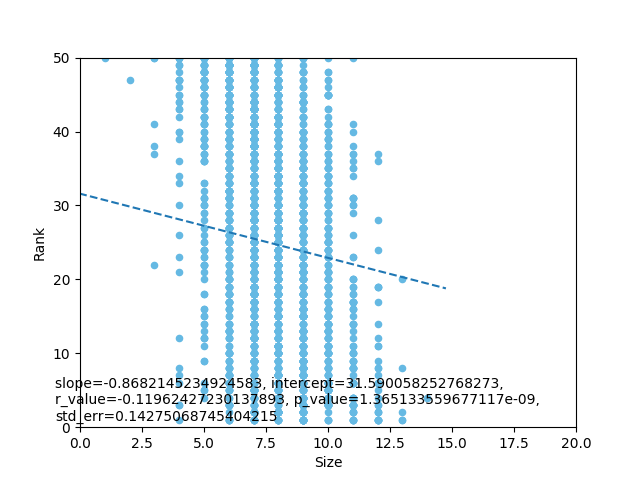 50
40
30
20
10
0
Rank
slope=-0.8682145234924583, intercept=31.590058252768273,
r_value=-0.11962427230137893, p_value=1.365133559677117e-09,
std_err=0.14275068745404215
0.0 2.5 5.0 7.5 10.0 12.5 15.0 17.5 20.0
Size